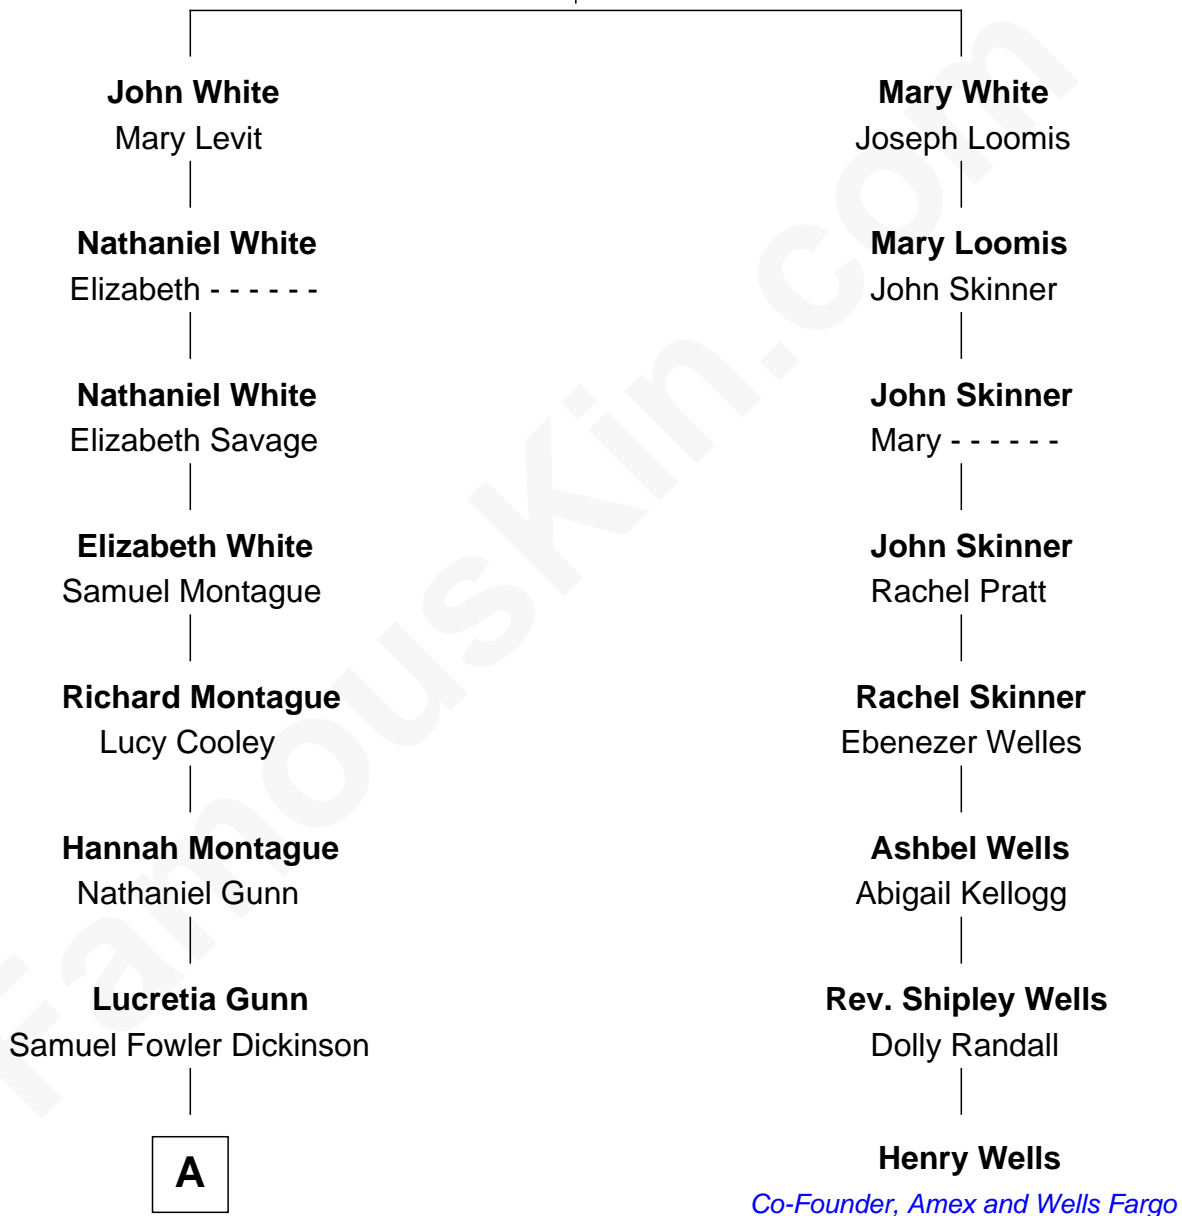 John White
Mary Levit
Nathaniel White
Elizabeth - - - - - -
Nathaniel White
Elizabeth Savage
Elizabeth White
Samuel Montague
Richard Montague
Lucy Cooley
Hannah Montague
Nathaniel Gunn
Lucretia Gunn
Samuel Fowler Dickinson
A
Mary White
Joseph Loomis
Mary Loomis
John Skinner
John Skinner
Mary - - - - - -
John Skinner
Rachel Pratt
Rachel Skinner
Ebenezer Welles
Ashbel Wells
Abigail Kellogg
Rev. Shipley Wells
Dolly Randall
Henry Wells
Co-Founder, Amex and Wells Fargo
FamousKin.com